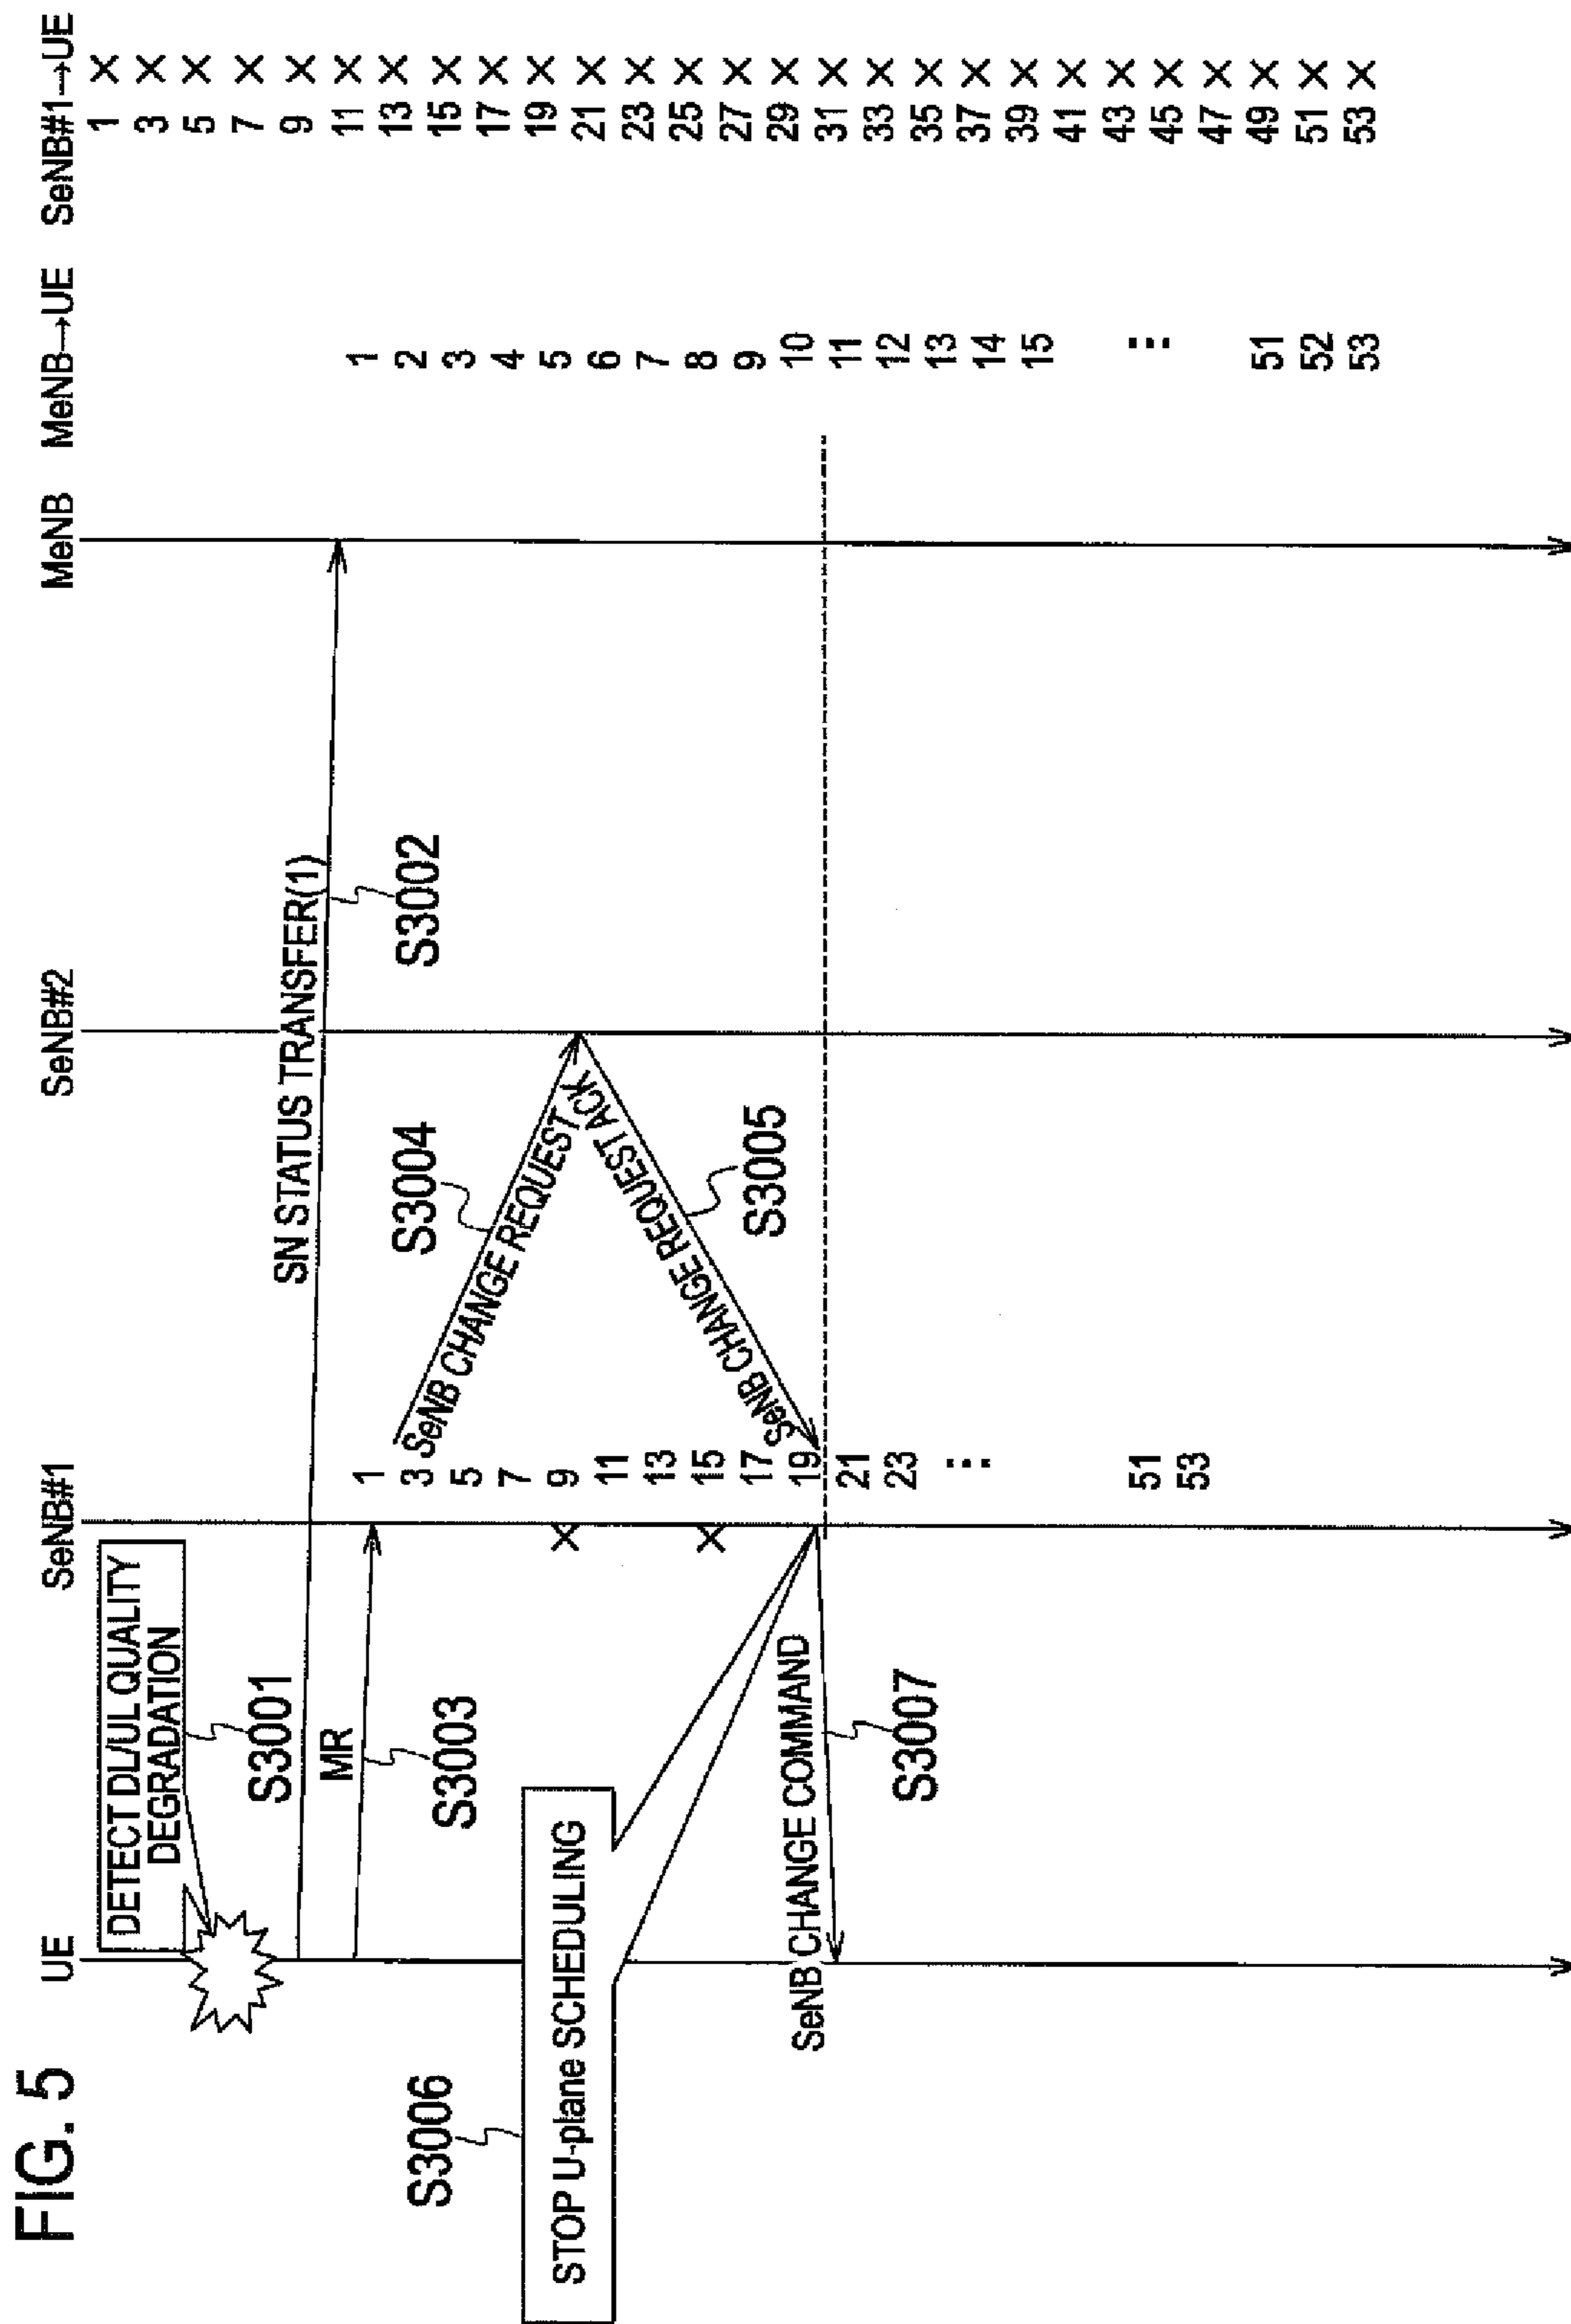 FIG. 5
UE
SeNB#1
SeNB#2
MeNB
MeNB→UE
SeNB#1→UE
DETECT DL/UL QUALITY
DEGRADATION
S3001
SN STATUS TRANSFER(1)
S3002
MR
S3003
SeNB CHANGE REQUEST
S3004
SeNB CHANGE REQUEST ACK
S3005
S3006
STOP U-plane SCHEDULING
SeNB CHANGE COMMAND
S3007
1
3
5
7
9
11
13
15
17
19
21
23
⋮
51
53
1
2
3
4
5
6
7
8
9
10
11
12
13
14
15
⋮
51
52
53
1 ×
3 ×
5 ×
7 ×
9 ×
11 ×
13 ×
15 ×
17 ×
19 ×
21 ×
23 ×
25 ×
27 ×
29 ×
31 ×
33 ×
35 ×
37 ×
39 ×
41 ×
43 ×
45 ×
47 ×
49 ×
51 ×
53 ×